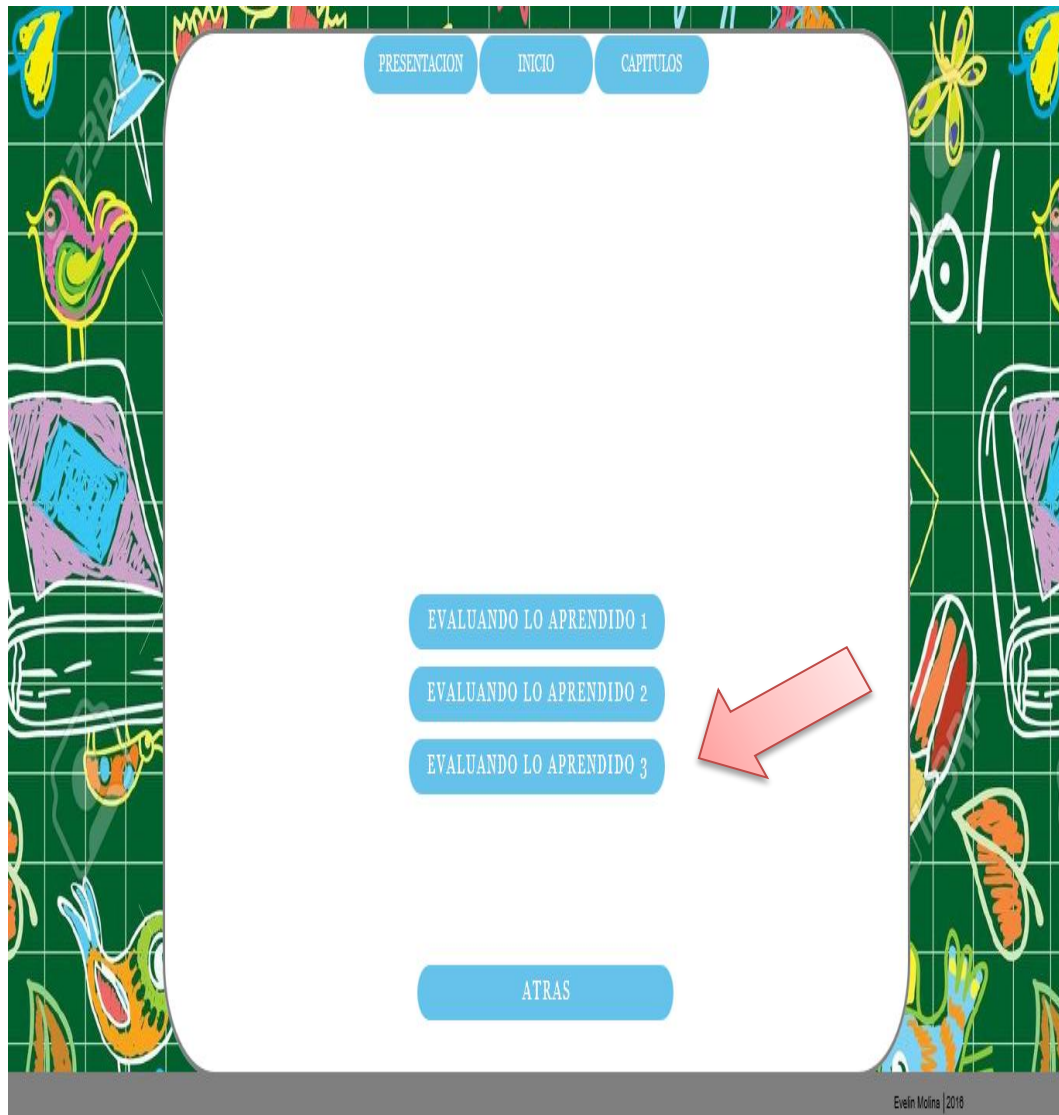 PRESENTACION INICIO CAPITULOS
EVALUANDO LO APRENDIDO 1
EVALUANDO LO APRENDIDO 2
EVALUANDO LO APRENDIDO 3
ATRAS
Evelin Molina | 2016